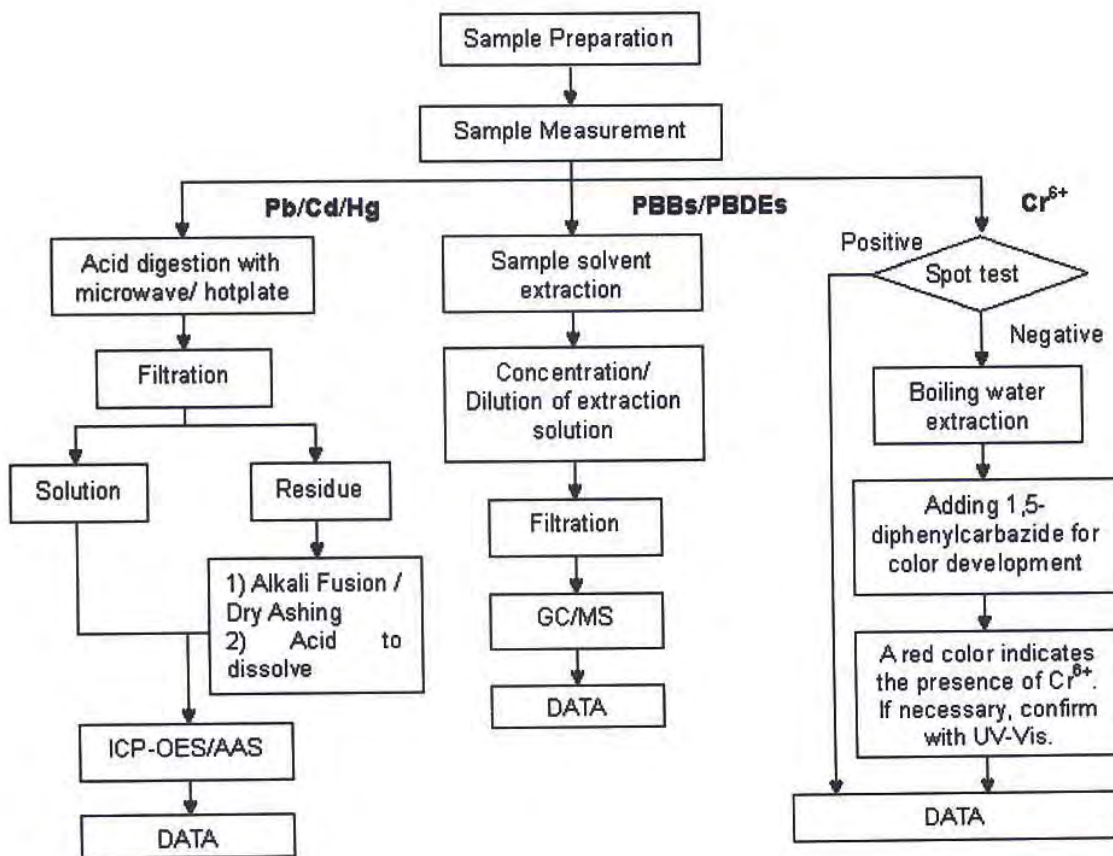 Sample Preparation
Sample Measurement
Pb/Cd/Hg
Acid digestion with
microwave/ hotplate
Filtration
Solution
Residue
1) Alkali Fusion /
Dry Ashing
2) Acid to
dissolve
ICP-OES/AAS
DATA
PBBs/PBDEs
Sample solvent
extraction
Concentration/
Dilution of extraction
solution
Filtration
GC/MS
DATA
Cr⁶⁺
Positive
Spot test
Negative
Boiling water
extraction
Adding 1,5-
diphenylcarbazide for
color development
A red color indicates
the presence of Cr⁶⁺.
If necessary, confirm
with UV-Vis.
DATA